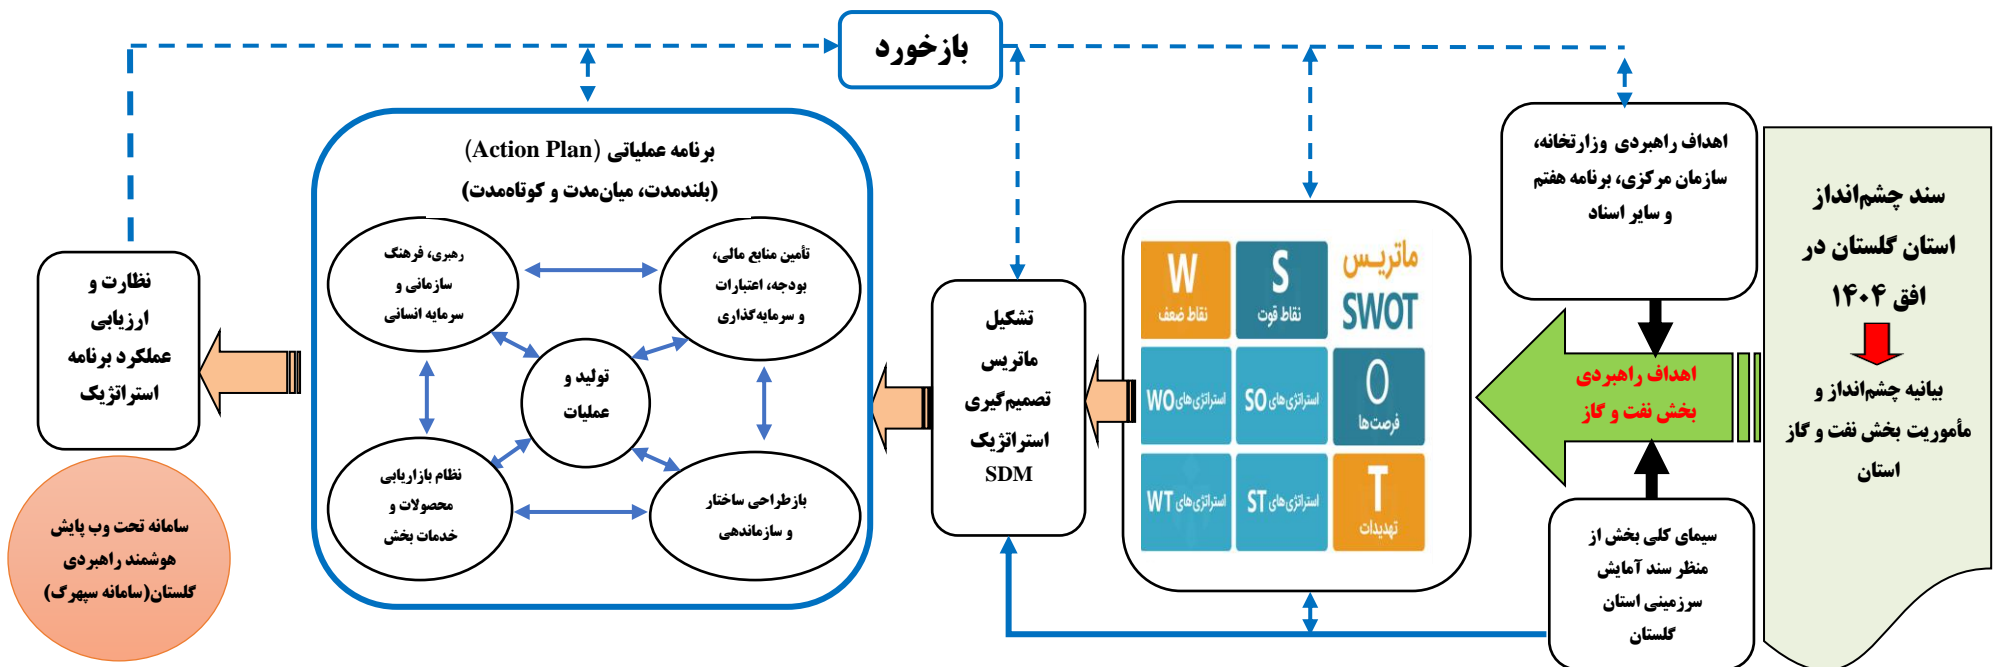 بازخورد
سند چشم‌انداز
استان گلستان در
افق ۱۴۰۴
بیانیه چشم‌انداز و
مأموریت بخش نفت و گاز
استان
اهداف راهبردی وزارتخانه،
سازمان مرکزی، برنامه هفتم
و سایر اسناد
اهداف راهبردی
بخش نفت و گاز
سیمای کلی بخش از
منظر سند آمایش
سرزمینی استان
گلستان
ماتریس
SWOT
S
نقاط قوت
W
نقاط ضعف
O
فرصت‌ها
استراتژی‌های SO
استراتژی‌های WO
T
تهدیدات
استراتژی‌های ST
استراتژی‌های WT
تشکیل
ماتریس
تصمیم‌گیری
استراتژیک
SDM
برنامه عملیاتی (Action Plan)
(بلندمدت، میان‌مدت و کوتاه‌مدت)
تأمین منابع مالی،
بودجه، اعتبارات
و سرمایه‌گذاری
رهبری، فرهنگ
سازمانی و
سرمایه انسانی
تولید و
عملیات
بازطراحی ساختار
و سازماندهی
نظام بازاریابی
محصولات و
خدمات بخش
نظارت و
ارزیابی
عملکرد برنامه
استراتژیک
سامانه تحت وب پایش
هوشمند راهبردی
گلستان(سامانه سپهرگ)